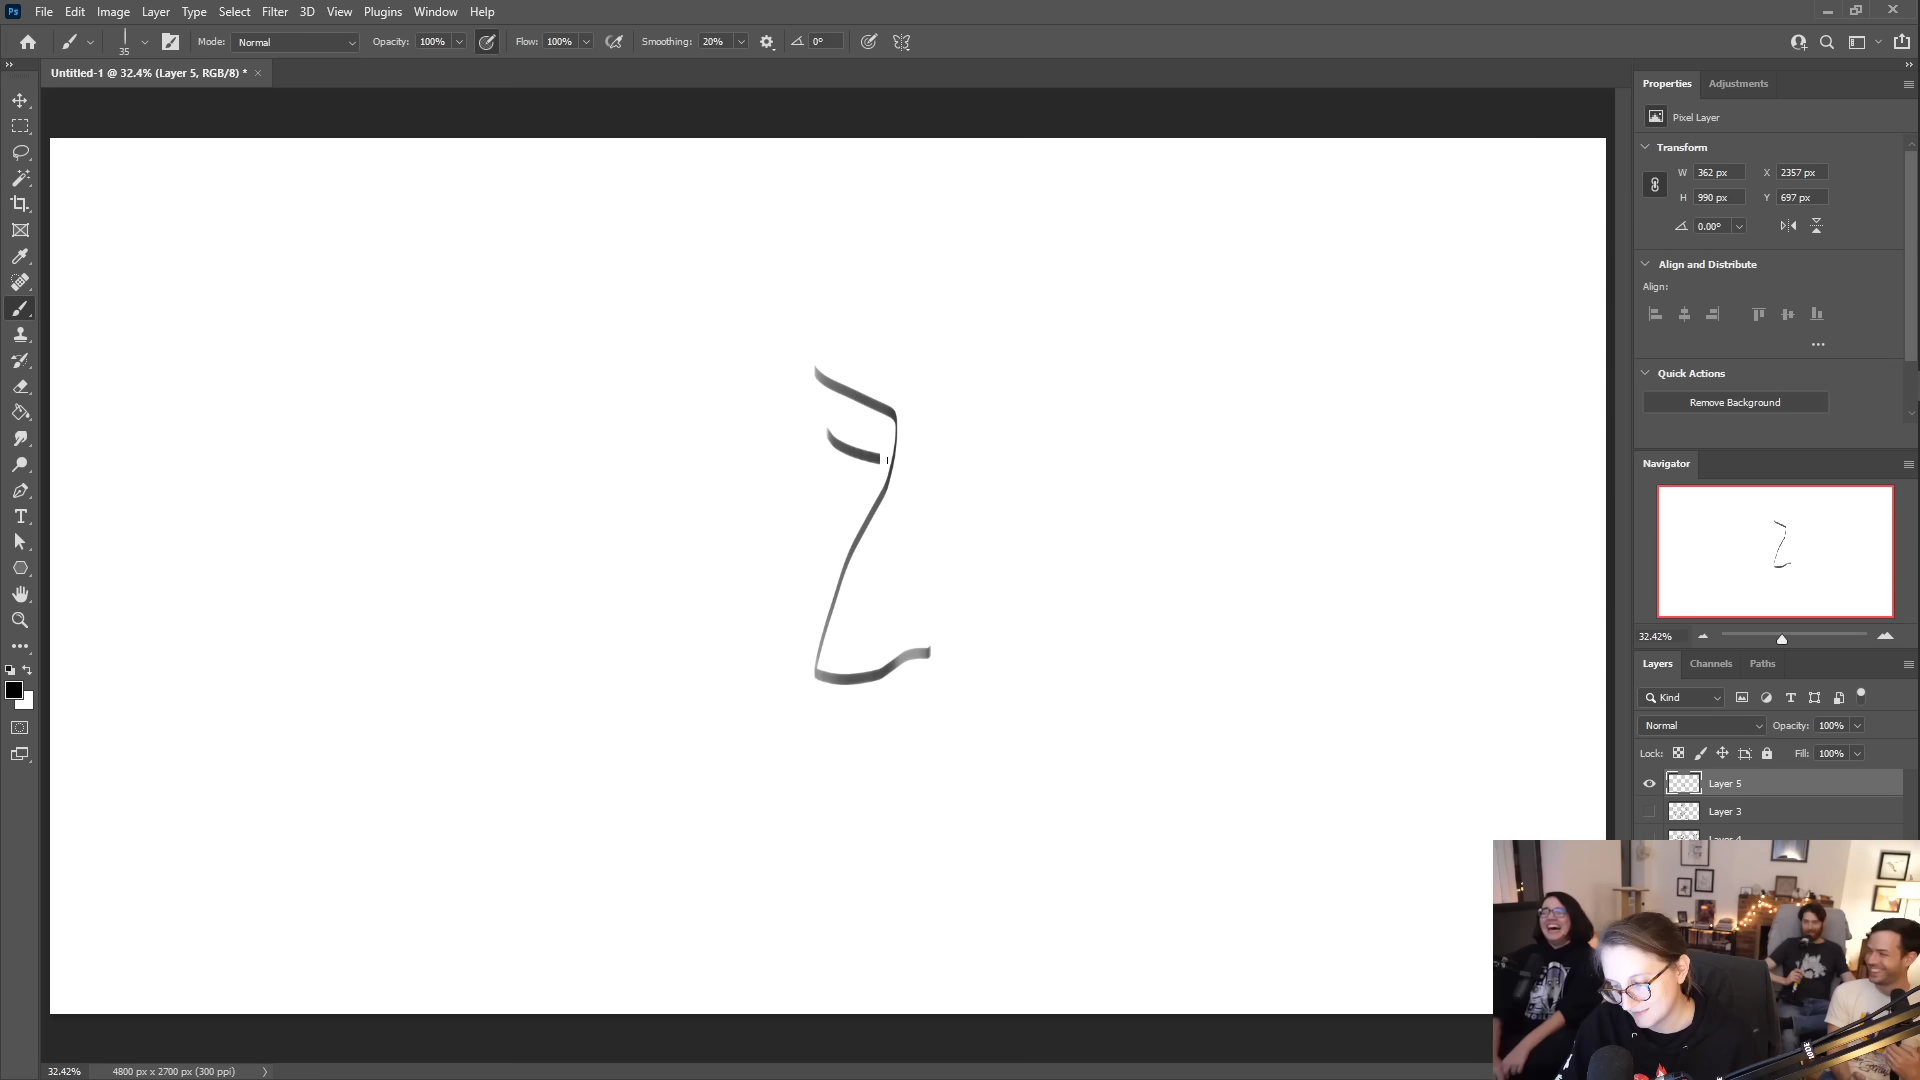 Ps File Edit Image Layer Type Select Filter 3D View Plugins Window Help
35 Mode: Normal Opacity: 100% Flow: 100% Smoothing: 20% 0°
Untitled-1 @ 32.4% (Layer 5, RGB/8) *
Properties Adjustments
Pixel Layer
Transform
W 362 px X 2357 px
H 990 px Y 697 px
0.00°
Align and Distribute
Align:
Quick Actions
Remove Background
Navigator
32.42%
Layers Channels Paths
Kind
Normal Opacity: 100%
Lock: Fill: 100%
Layer 5
Layer 3
Layer 4
32.42% 4800 px x 2700 px (300 ppi)